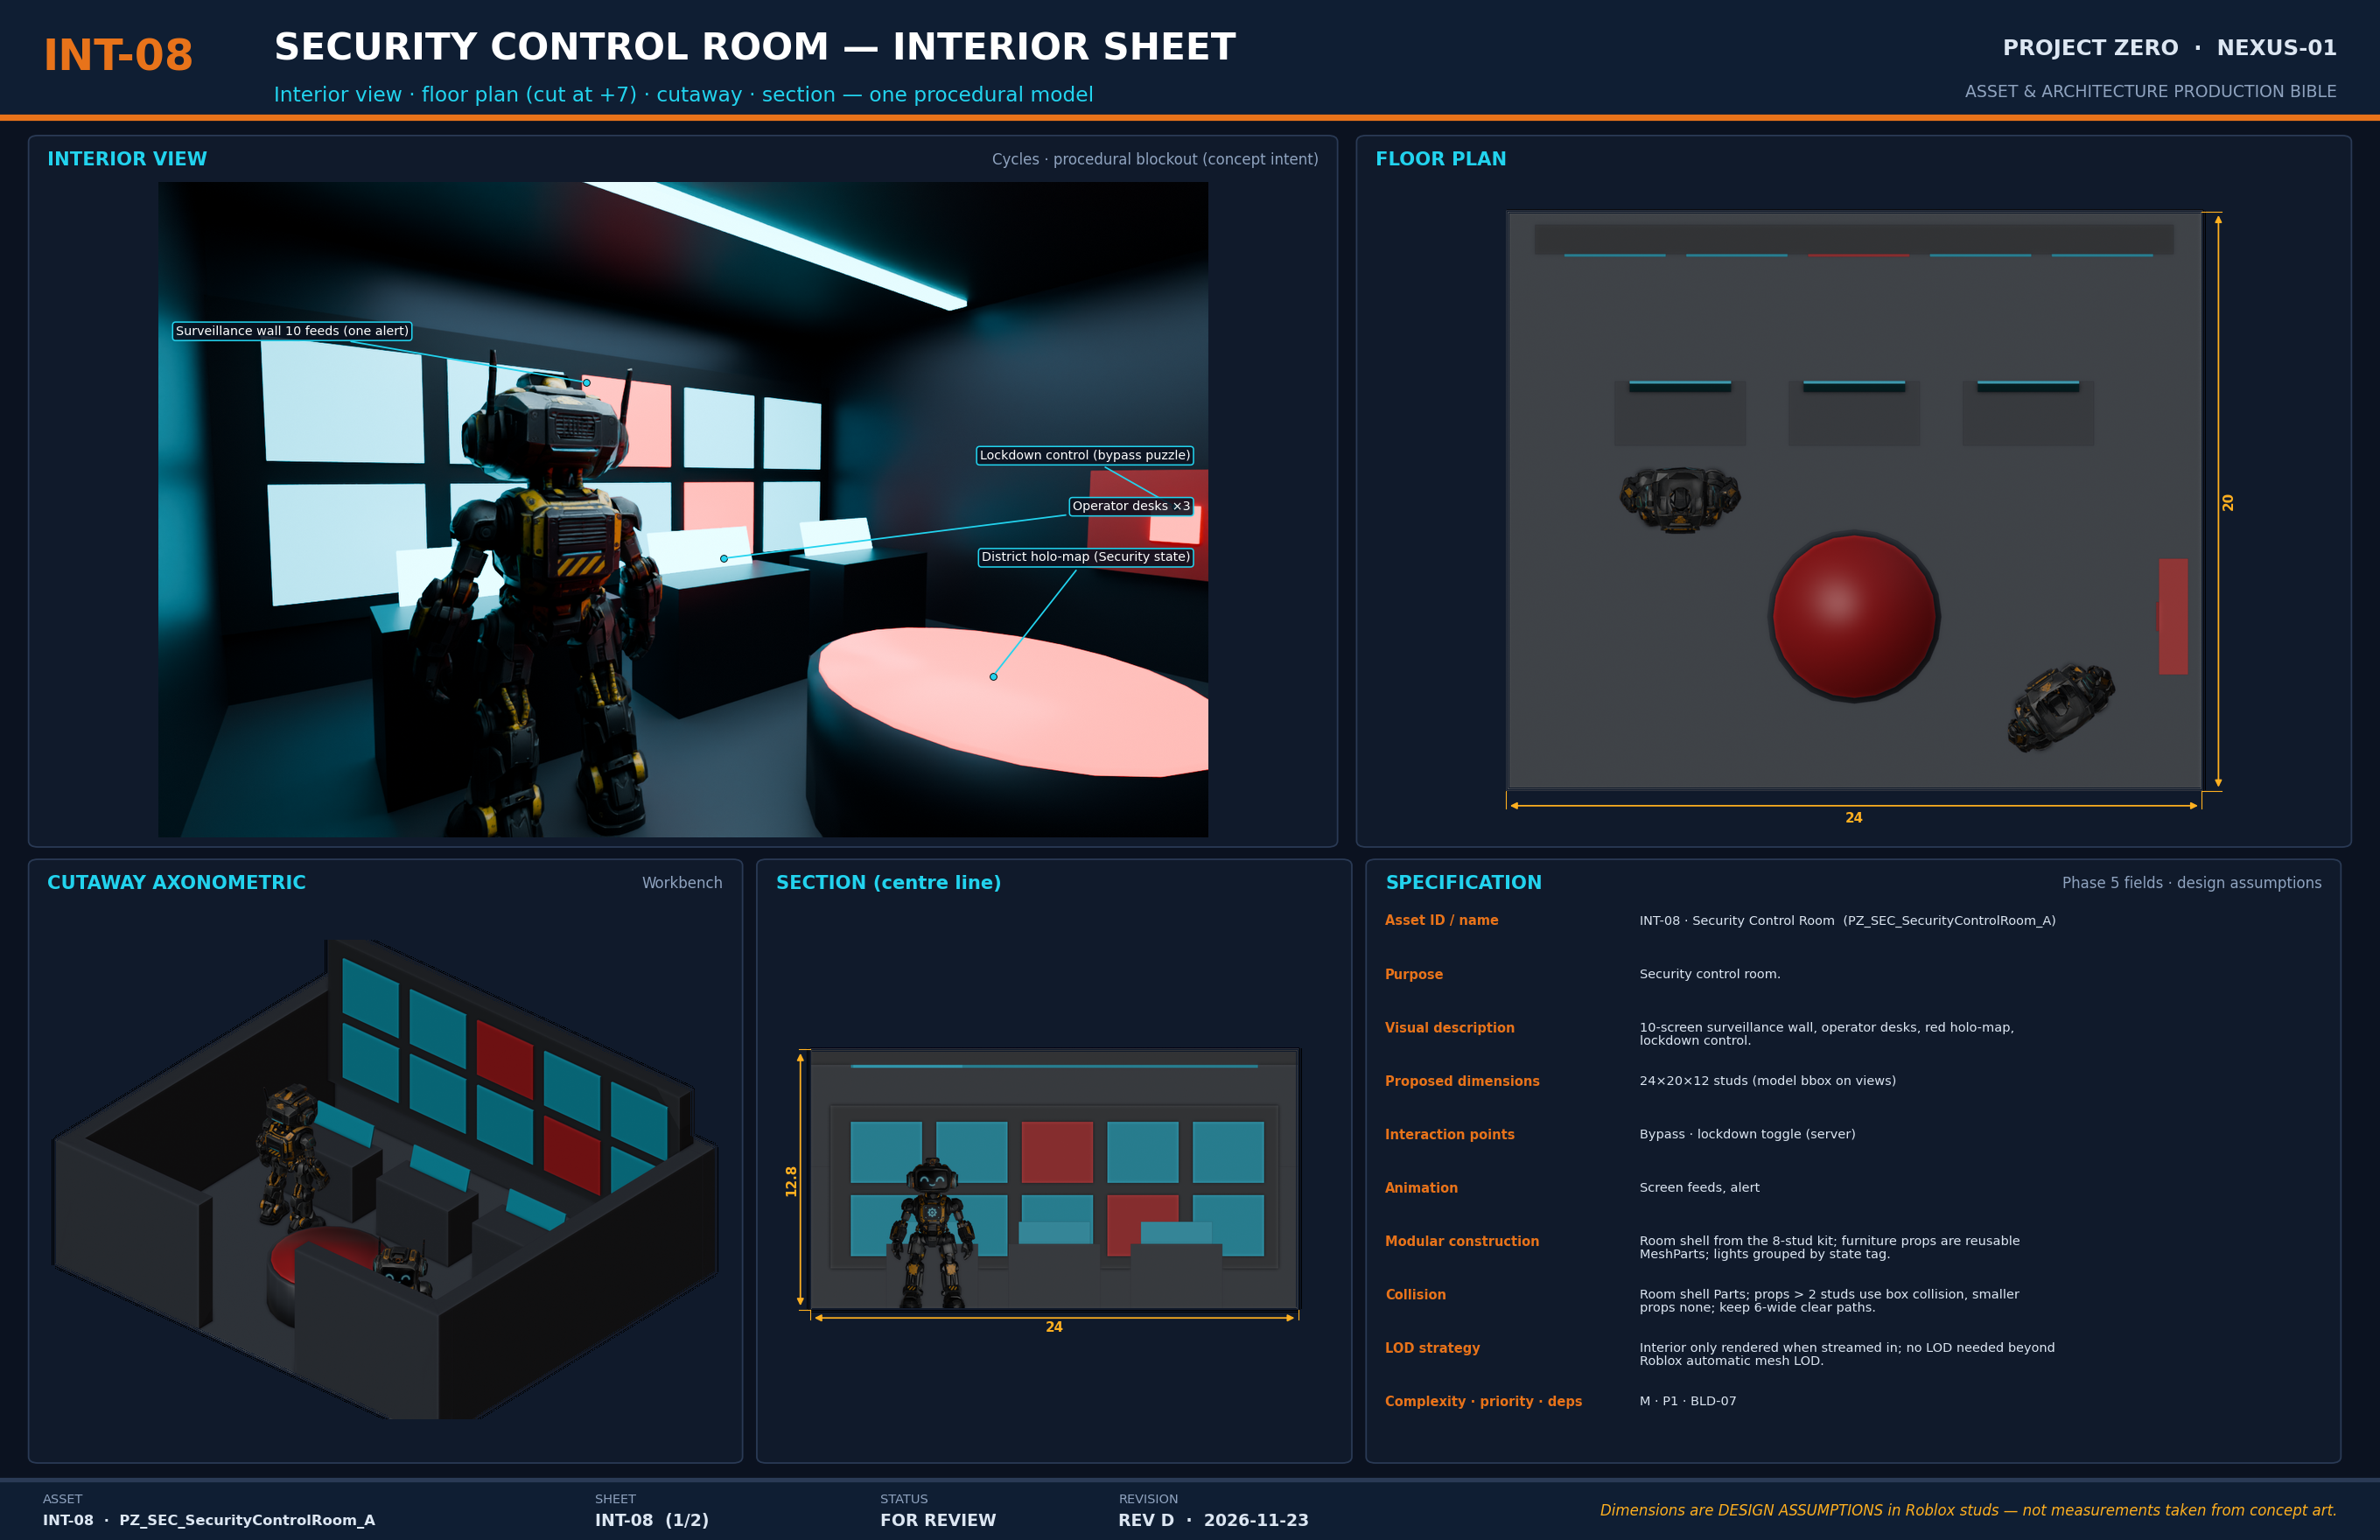 INT-08
SECURITY CONTROL ROOM — INTERIOR SHEET
Interior view · floor plan (cut at +7) · cutaway · section — one procedural model
PROJECT ZERO · NEXUS-01
ASSET & ARCHITECTURE PRODUCTION BIBLE
INTERIOR VIEW
Cycles · procedural blockout (concept intent)
Surveillance wall 10 feeds (one alert)
Lockdown control (bypass puzzle)
Operator desks ×3
District holo-map (Security state)
FLOOR PLAN
20
24
CUTAWAY AXONOMETRIC
Workbench
SECTION (centre line)
12.8
24
SPECIFICATION
Phase 5 fields · design assumptions
Asset ID / name
INT-08 · Security Control Room (PZ_SEC_SecurityControlRoom_A)
Purpose
Security control room.
Visual description
10-screen surveillance wall, operator desks, red holo-map,
lockdown control.
Proposed dimensions
24×20×12 studs (model bbox on views)
Interaction points
Bypass · lockdown toggle (server)
Animation
Screen feeds, alert
Modular construction
Room shell from the 8-stud kit; furniture props are reusable
MeshParts; lights grouped by state tag.
Collision
Room shell Parts; props > 2 studs use box collision, smaller
props none; keep 6-wide clear paths.
LOD strategy
Interior only rendered when streamed in; no LOD needed beyond
Roblox automatic mesh LOD.
Complexity · priority · deps
M · P1 · BLD-07
ASSET
INT-08 · PZ_SEC_SecurityControlRoom_A
SHEET
INT-08 (1/2)
STATUS
FOR REVIEW
REVISION
REV D · 2026-11-23
Dimensions are DESIGN ASSUMPTIONS in Roblox studs — not measurements taken from concept art.